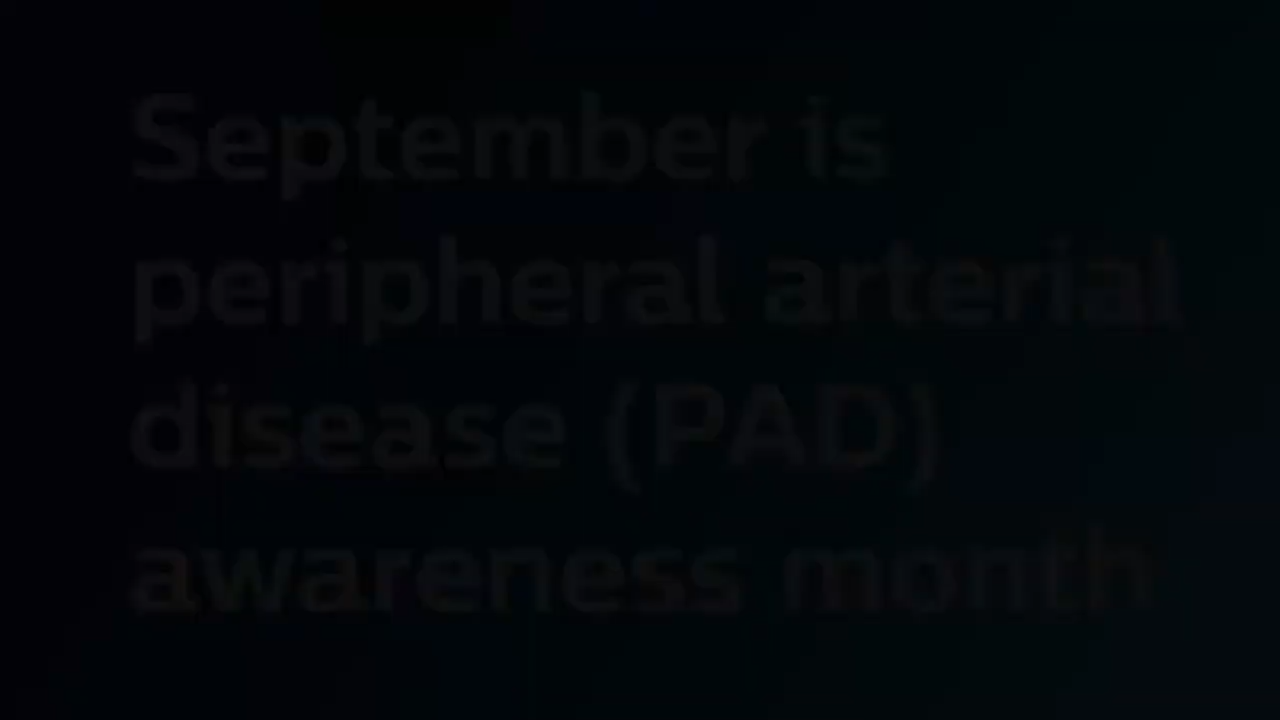 September is
peripheral arterial
disease (PAD)
awareness month